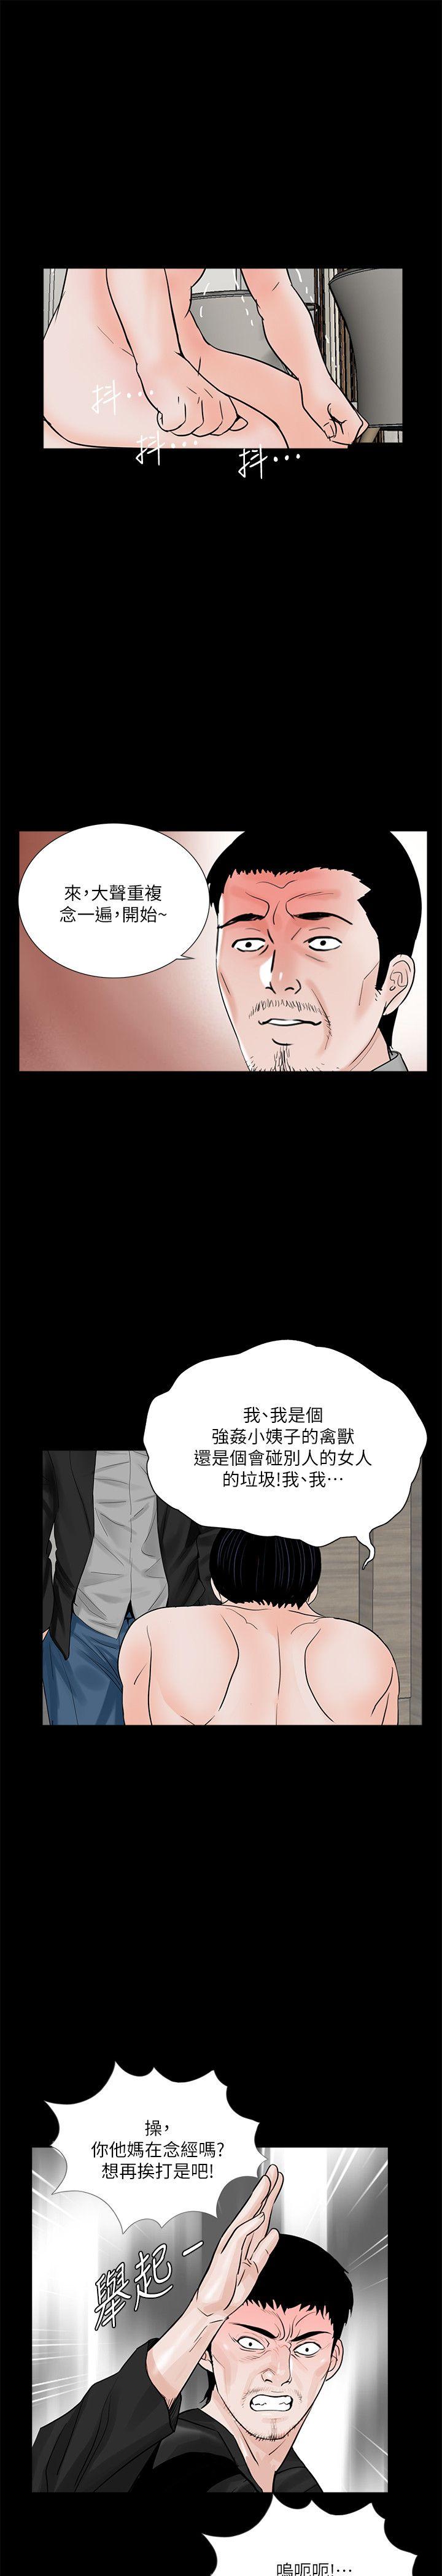 抖…
抖…
抖…
來，大聲重複
念一遍，開始~
我、我是個
強姦小姨子的禽獸
還是個會碰別人的女人
的垃圾!我、我…
操，
你他媽在念經嗎?
想再挨打是吧!
舉起–
嗚呃呃!…